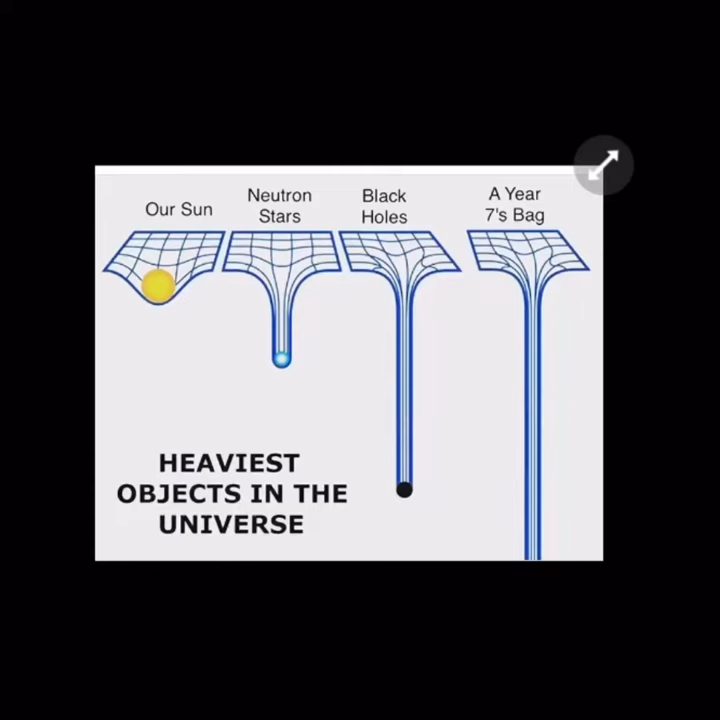 Our Sun
Neutron
Stars
Black
Holes
A Year
7's Bag
HEAVIEST
OBJECTS IN THE
UNIVERSE